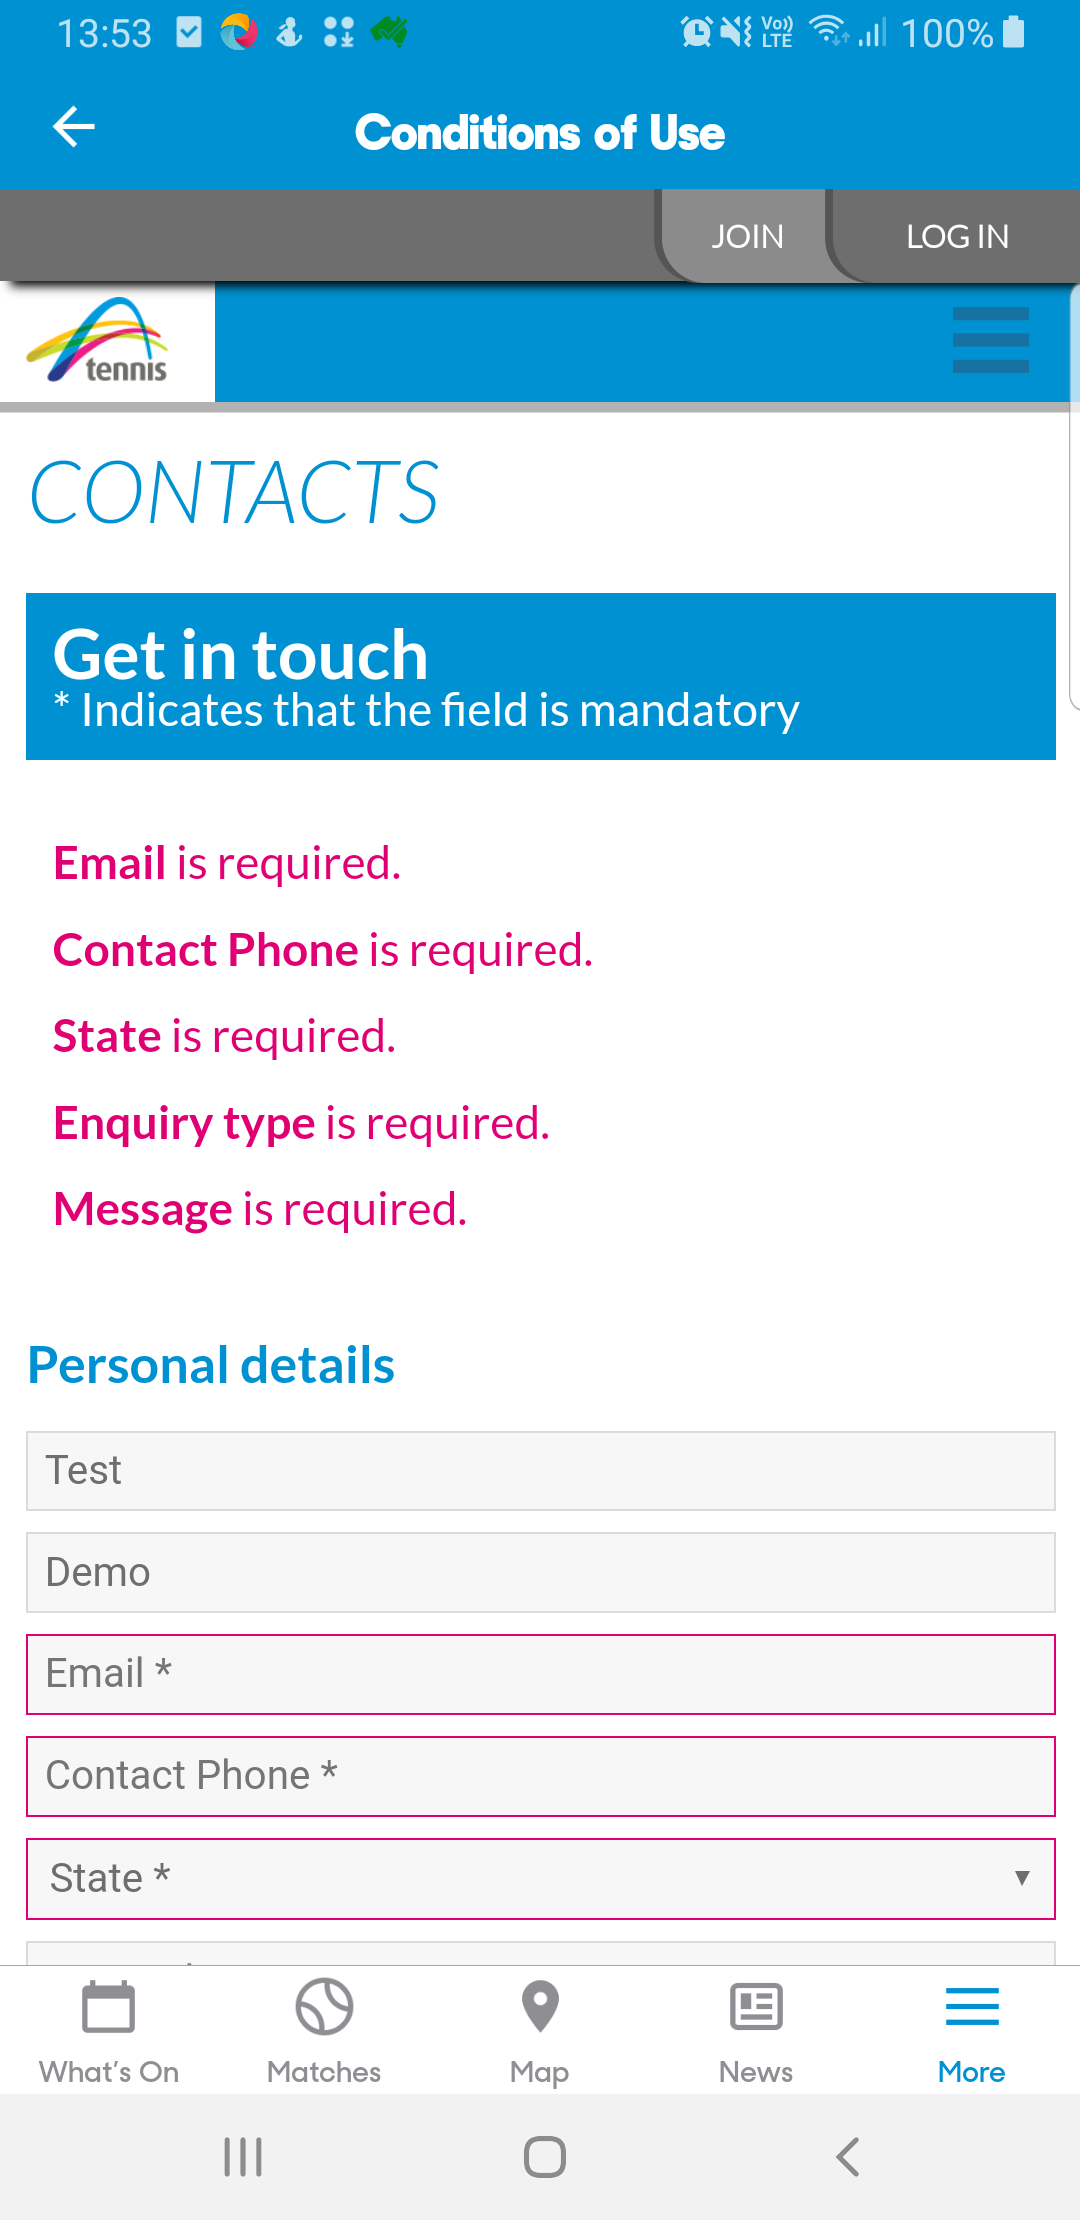 13:53 Vo)) LTE 100%
Conditions of Use
JOIN LOG IN
tennis
CONTACTS
Get in touch
* Indicates that the field is mandatory
Email is required.
Contact Phone is required.
State is required.
Enquiry type is required.
Message is required.
Personal details
Test
Demo
Email *
Contact Phone *
State * ▼
What's On Matches Map News More